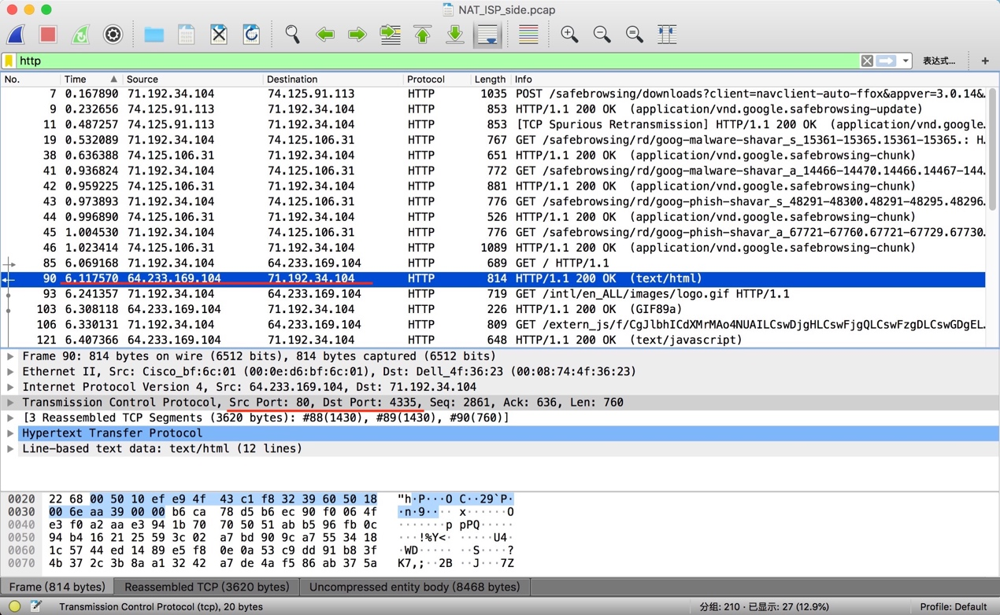 NAT_ISP_side.pcap
http
表达式…
+
No. Time Source Destination Protocol Length Info
7 0.167890 71.192.34.104 74.125.91.113 HTTP 1035 POST /safebrowsing/downloads?client=navclient-auto-ffox&appver=3.0.14&…
9 0.232656 74.125.91.113 71.192.34.104 HTTP 853 HTTP/1.1 200 OK (application/vnd.google.safebrowsing-update)
11 0.487257 74.125.91.113 71.192.34.104 HTTP 853 [TCP Spurious Retransmission] HTTP/1.1 200 OK (application/vnd.google…
19 0.532089 71.192.34.104 74.125.106.31 HTTP 767 GET /safebrowsing/rd/goog-malware-shavar_s_15361-15365.15361-15365.: H…
38 0.636388 74.125.106.31 71.192.34.104 HTTP 651 HTTP/1.1 200 OK (application/vnd.google.safebrowsing-chunk)
41 0.936824 71.192.34.104 74.125.106.31 HTTP 772 GET /safebrowsing/rd/goog-malware-shavar_a_14466-14470.14466.14467-144…
42 0.959225 74.125.106.31 71.192.34.104 HTTP 881 HTTP/1.1 200 OK (application/vnd.google.safebrowsing-chunk)
43 0.973893 71.192.34.104 74.125.106.31 HTTP 776 GET /safebrowsing/rd/goog-phish-shavar_s_48291-48300.48291-48295.48296…
44 0.996890 74.125.106.31 71.192.34.104 HTTP 526 HTTP/1.1 200 OK (application/vnd.google.safebrowsing-chunk)
45 1.004530 71.192.34.104 74.125.106.31 HTTP 776 GET /safebrowsing/rd/goog-phish-shavar_a_67721-67760.67721-67729.67730…
46 1.023414 74.125.106.31 71.192.34.104 HTTP 1089 HTTP/1.1 200 OK (application/vnd.google.safebrowsing-chunk)
85 6.069168 71.192.34.104 64.233.169.104 HTTP 689 GET / HTTP/1.1
90 6.117570 64.233.169.104 71.192.34.104 HTTP 814 HTTP/1.1 200 OK (text/html)
93 6.241357 71.192.34.104 64.233.169.104 HTTP 719 GET /intl/en_ALL/images/logo.gif HTTP/1.1
103 6.308118 64.233.169.104 71.192.34.104 HTTP 226 HTTP/1.1 200 OK (GIF89a)
106 6.330131 71.192.34.104 64.233.169.104 HTTP 809 GET /extern_js/f/CgJlbhICdXMrMAo4NUAILCswDjgHLCswFjgQLCswFzgDLCswGDgEL…
121 6.407366 64.233.169.104 71.192.34.104 HTTP 648 HTTP/1.1 200 OK (text/javascript)
Frame 90: 814 bytes on wire (6512 bits), 814 bytes captured (6512 bits)
Ethernet II, Src: Cisco_bf:6c:01 (00:0e:d6:bf:6c:01), Dst: Dell_4f:36:23 (00:08:74:4f:36:23)
Internet Protocol Version 4, Src: 64.233.169.104, Dst: 71.192.34.104
Transmission Control Protocol, Src Port: 80, Dst Port: 4335, Seq: 2861, Ack: 636, Len: 760
[3 Reassembled TCP Segments (3620 bytes): #88(1430), #89(1430), #90(760)]
Hypertext Transfer Protocol
Line-based text data: text/html (12 lines)
0020 22 68 00 50 10 ef e9 4f 43 c1 f8 32 39 60 50 18 "h·P···O C··29`P·
0030 00 6e aa 39 00 00 b6 ca 78 d5 b6 ec 90 f0 06 4f ·n·9···· x······O
0040 e3 f0 a2 aa e3 94 1b 70 70 50 51 ab b5 96 fb 0c ·······p pPQ·····
0050 94 b4 16 21 25 59 3c 02 a7 bd 90 9c a7 55 34 18 ···!%Y<· ·····U4·
0060 1c 57 44 ed 14 89 e5 f8 0e 0a 53 c9 dd 91 b8 3f ·WD····· ··S····?
0070 4b 37 2c 3b 8a a1 32 42 a7 de 4a f5 86 ab 37 5a K7,;··2B ··J···7Z
Frame (814 bytes) Reassembled TCP (3620 bytes) Uncompressed entity body (8468 bytes)
Transmission Control Protocol (tcp), 20 bytes 分组: 210 · 已显示: 27 (12.9%) Profile: Default